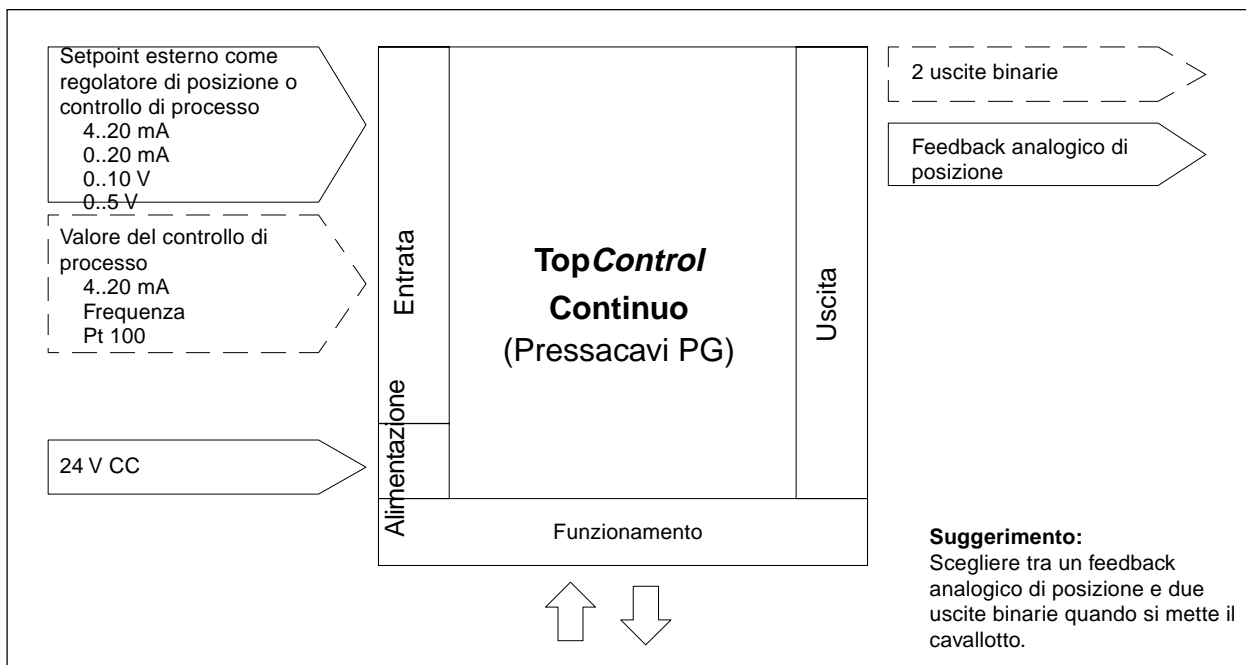 Setpoint esterno come
regolatore di posizione o
controllo di processo
4..20 mA
0..20 mA
0..10 V
0..5 V
Valore del controllo di
processo
4..20 mA
Frequenza
Pt 100
24 V CC
Entrata
Alimentazione
TopControl
Continuo
(Pressacavi PG)
Uscita
Funzionamento
2 uscite binarie
Feedback analogico di
posizione
Suggerimento:
Scegliere tra un feedback
analogico di posizione e due
uscite binarie quando si mette il
cavallotto.